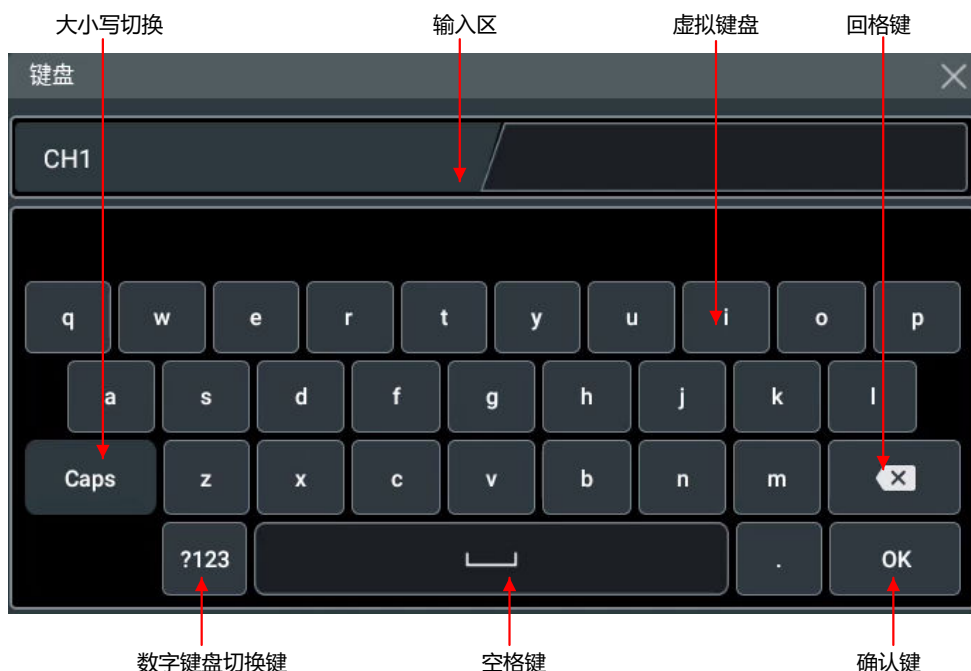 大小写切换 输入区 虚拟键盘 回格键
键盘
CH1
q w e r t y u i o p
a s d f g h j k l
Caps z x c v b n m
?123 . OK
数字键盘切换键 空格键 确认键